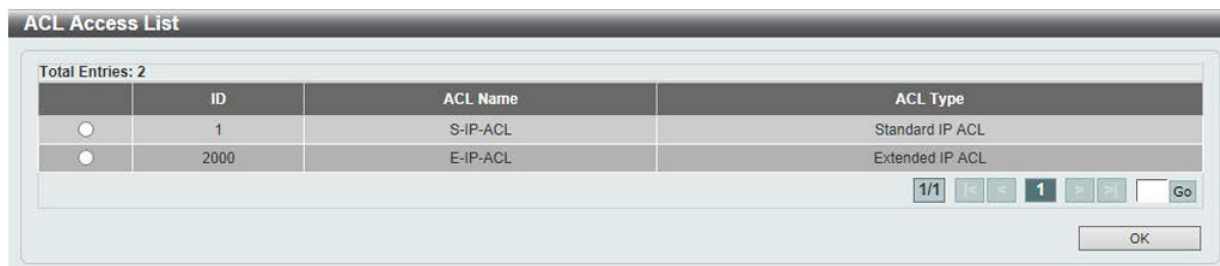 ACL Access List
Total Entries: 2
ID ACL Name ACL Type
1 S-IP-ACL Standard IP ACL
2000 E-IP-ACL Extended IP ACL
1/1 |< < 1 > >| Go
OK